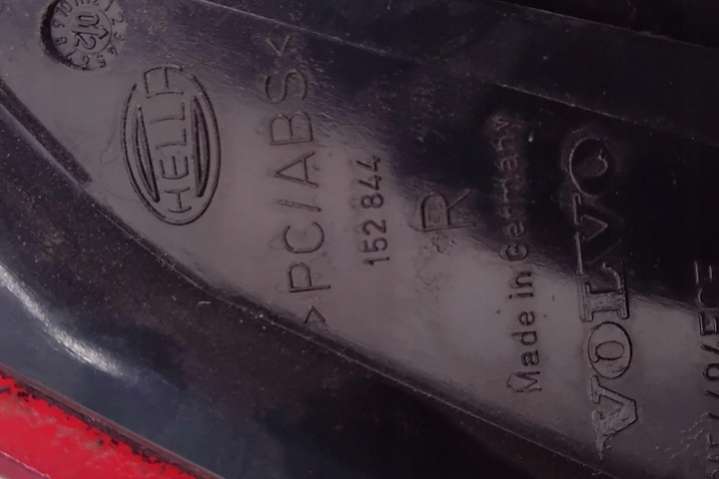 HELLA
>PC/ABS<
152 844
R
Made in Germany
VOLVO